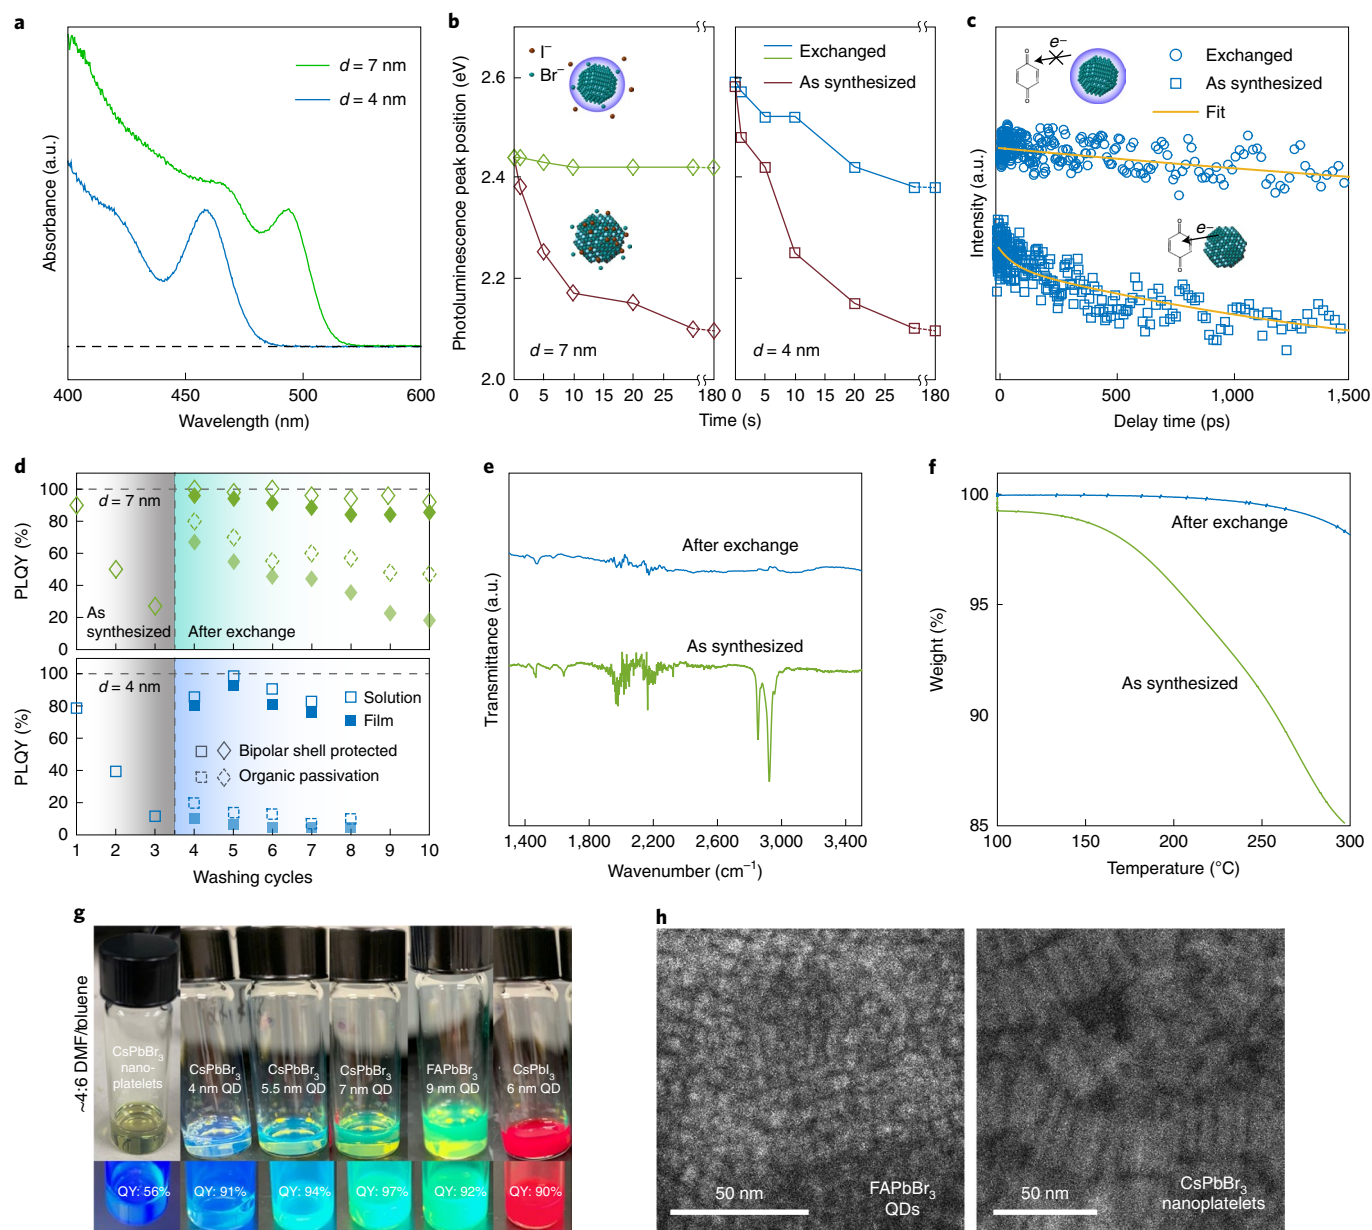 a
d = 7 nm
d = 4 nm
Absorbance (a.u.)
400
450
500
600
Wavelength (nm)
b
I⁻
Br⁻
Exchanged
As synthesized
Photoluminescence peak position (eV)
2.6
2.4
2.2
2.0
d = 7 nm
d = 4 nm
0
5
10
15
20
25
180
0
5
10
15
20
25
180
Time (s)
c
e⁻
Exchanged
As synthesized
Fit
e⁻
Intensity (a.u.)
0
500
1,000
1,500
Delay time (ps)
d
PLQY (%)
100
80
60
40
20
0
d = 7 nm
As
synthesized
After exchange
PLQY (%)
100
80
60
40
20
0
d = 4 nm
Solution
Film
Bipolar shell protected
Organic passivation
1
2
3
4
5
6
7
8
9
10
Washing cycles
e
After exchange
As synthesized
Transmittance (a.u.)
1,400
1,800
2,200
2,600
3,000
3,400
Wavenumber (cm⁻¹)
f
100
95
90
85
Weight (%)
After exchange
As synthesized
100
150
200
250
300
Temperature (°C)
g
~4:6 DMF/toluene
CsPbBr₃
nano-
platelets
CsPbBr₃
4 nm QD
CsPbBr₃
5.5 nm QD
CsPbBr₃
7 nm QD
FAPbBr₃
9 nm QD
CsPbI₃
6 nm QD
QY: 56%
QY: 91%
QY: 94%
QY: 97%
QY: 92%
QY: 90%
h
50 nm
FAPbBr₃
QDs
50 nm
CsPbBr₃
nanoplatelets